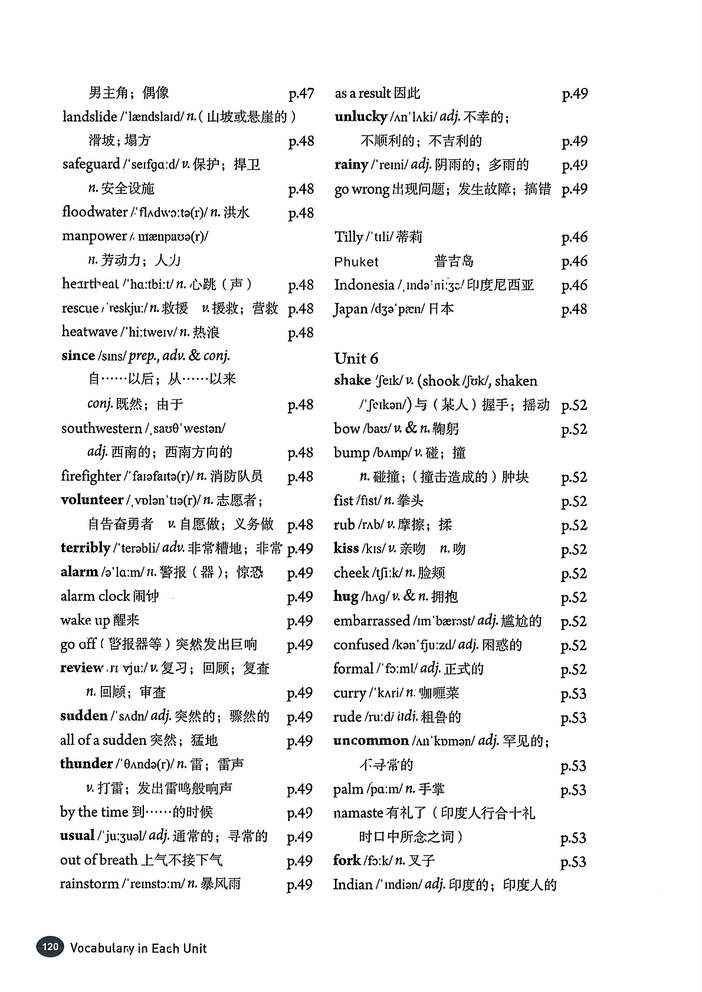 男主角；偶像 p.47
landslide /ˈlændslaɪd/ n.（山坡或悬崖的）
滑坡；塌方 p.48
safeguard /ˈseɪfɡɑːd/ v. 保护；捍卫
n. 安全设施 p.48
floodwater /ˈflʌdwɔːtə(r)/ n. 洪水 p.48
manpower /ˈmænpaʊə(r)/
n. 劳动力；人力
heartbeat /ˈhɑːtbiːt/ n. 心跳（声） p.48
rescue /ˈreskjuː/ n. 救援 v. 援救；营救 p.48
heatwave /ˈhiːtweɪv/ n. 热浪 p.48
since /sɪns/ prep., adv. & conj.
自……以后；从……以来
conj. 既然；由于 p.48
southwestern /ˌsaʊθˈwestən/
adj. 西南的；西南方向的 p.48
firefighter /ˈfaɪəfaɪtə(r)/ n. 消防队员 p.48
volunteer /ˌvɒlənˈtɪə(r)/ n. 志愿者；
自告奋勇者 v. 自愿做；义务做 p.48
terribly /ˈterəbli/ adv. 非常糟地；非常 p.49
alarm /əˈlɑːm/ n. 警报（器）；惊恐 p.49
alarm clock 闹钟 p.49
wake up 醒来 p.49
go off（警报器等）突然发出巨响 p.49
review /rɪˈvjuː/ v. 复习；回顾；复查
n. 回顾；审查 p.49
sudden /ˈsʌdn/ adj. 突然的；骤然的 p.49
all of a sudden 突然；猛地 p.49
thunder /ˈθʌndə(r)/ n. 雷；雷声
v. 打雷；发出雷鸣般响声 p.49
by the time 到……的时候 p.49
usual /ˈjuːʒuəl/ adj. 通常的；寻常的 p.49
out of breath 上气不接下气 p.49
rainstorm /ˈreɪnstɔːm/ n. 暴风雨 p.49
as a result 因此 p.49
unlucky /ʌnˈlʌki/ adj. 不幸的；
不顺利的；不吉利的 p.49
rainy /ˈreɪni/ adj. 阴雨的；多雨的 p.49
go wrong 出现问题；发生故障；搞错 p.49
Tilly /ˈtɪli/ 蒂莉 p.46
Phuket 普吉岛 p.46
Indonesia /ˌɪndəˈniːʒə/ 印度尼西亚 p.46
Japan /dʒəˈpæn/ 日本 p.48
Unit 6
shake /ʃeɪk/ v. (shook /ʃʊk/, shaken
/ˈʃeɪkən/) 与（某人）握手；摇动 p.52
bow /baʊ/ v. & n. 鞠躬 p.52
bump /bʌmp/ v. 碰；撞
n. 碰撞；（撞击造成的）肿块 p.52
fist /fɪst/ n. 拳头 p.52
rub /rʌb/ v. 摩擦；揉 p.52
kiss /kɪs/ v. 亲吻 n. 吻 p.52
cheek /tʃiːk/ n. 脸颊 p.52
hug /hʌɡ/ v. & n. 拥抱 p.52
embarrassed /ɪmˈbærəst/ adj. 尴尬的 p.52
confused /kənˈfjuːzd/ adj. 困惑的 p.52
formal /ˈfɔːml/ adj. 正式的 p.52
curry /ˈkʌri/ n. 咖喱菜 p.53
rude /ruːd/ adj. 粗鲁的 p.53
uncommon /ʌnˈkɒmən/ adj. 罕见的；
不寻常的 p.53
palm /pɑːm/ n. 手掌 p.53
namaste 有礼了（印度人行合十礼
时口中所念之词） p.53
fork /fɔːk/ n. 叉子 p.53
Indian /ˈɪndiən/ adj. 印度的；印度人的
120 Vocabulary in Each Unit